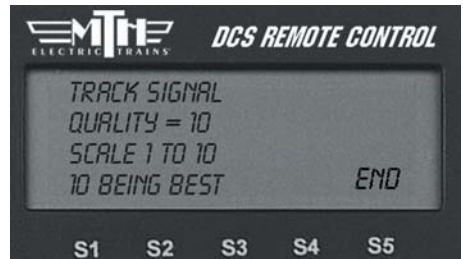 MTH
ELECTRIC TRAINS
DCS REMOTE CONTROL
TRACK SIGNAL
QUALITY = 10
SCALE 1 TO 10
10 BEING BEST END
S1 S2 S3 S4 S5